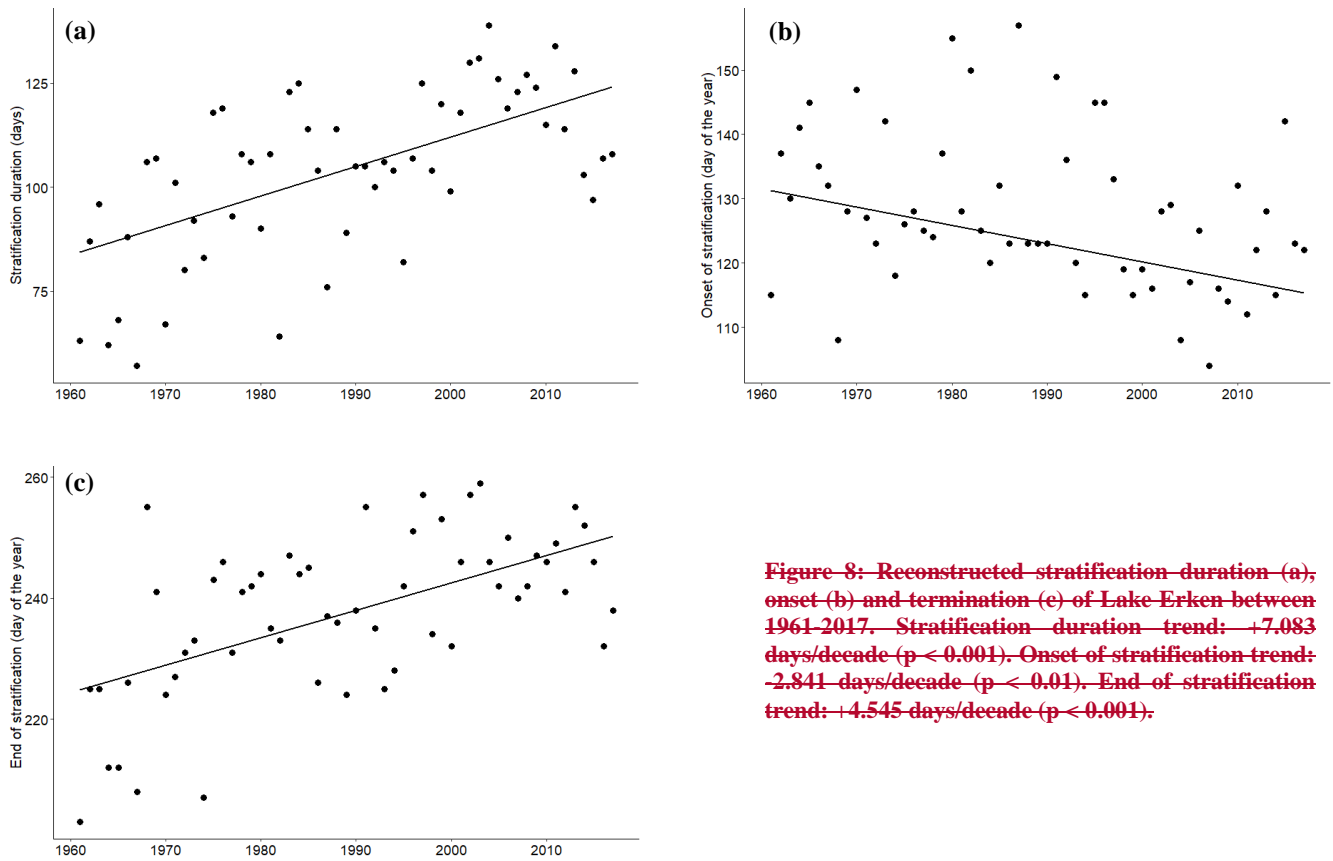 (a)
Stratification duration (days)
125
100
75
1960 1970 1980 1990 2000 2010
(b)
Onset of stratification (day of the year)
150
140
130
120
110
1960 1970 1980 1990 2000 2010
(c)
End of stratification (day of the year)
260
240
220
1960 1970 1980 1990 2000 2010
Figure 8: Reconstructed stratification duration (a),
onset (b) and termination (c) of Lake Erken between
1961-2017. Stratification duration trend: +7.083
days/decade (p < 0.001). Onset of stratification trend:
-2.841 days/decade (p < 0.01). End of stratification
trend: +4.545 days/decade (p < 0.001).